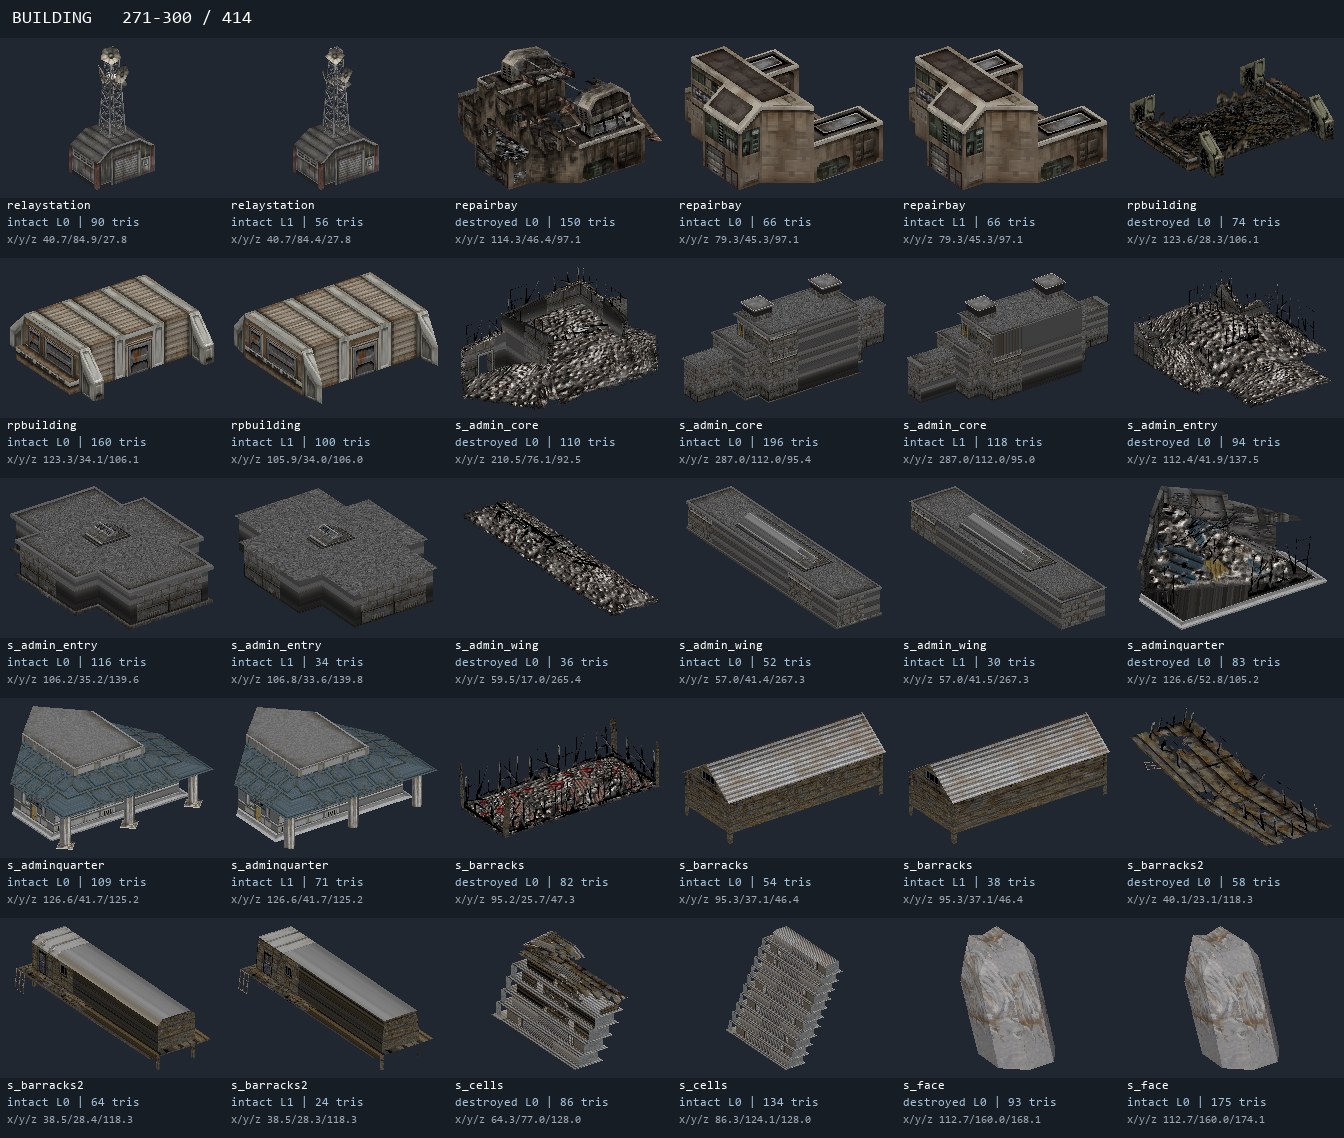 BUILDING 271-300 / 414
relaystation
intact L0 | 90 tris
x/y/z 40.7/84.9/27.8
relaystation
intact L1 | 56 tris
x/y/z 40.7/84.4/27.8
repairbay
destroyed L0 | 150 tris
x/y/z 114.3/46.4/97.1
repairbay
intact L0 | 66 tris
x/y/z 79.3/45.3/97.1
repairbay
intact L1 | 66 tris
x/y/z 79.3/45.3/97.1
rpbuilding
destroyed L0 | 74 tris
x/y/z 123.6/28.3/106.1
rpbuilding
intact L0 | 160 tris
x/y/z 123.3/34.1/106.1
rpbuilding
intact L1 | 100 tris
x/y/z 105.9/34.0/106.0
s_admin_core
destroyed L0 | 110 tris
x/y/z 210.5/76.1/92.5
s_admin_core
intact L0 | 196 tris
x/y/z 287.0/112.0/95.4
s_admin_core
intact L1 | 118 tris
x/y/z 287.0/112.0/95.0
s_admin_entry
destroyed L0 | 94 tris
x/y/z 112.4/41.9/137.5
s_admin_entry
intact L0 | 116 tris
x/y/z 106.2/35.2/139.6
s_admin_entry
intact L1 | 34 tris
x/y/z 106.8/33.6/139.8
s_admin_wing
destroyed L0 | 36 tris
x/y/z 59.5/17.0/265.4
s_admin_wing
intact L0 | 52 tris
x/y/z 57.0/41.4/267.3
s_admin_wing
intact L1 | 30 tris
x/y/z 57.0/41.5/267.3
s_adminquarter
destroyed L0 | 83 tris
x/y/z 126.6/52.8/105.2
s_adminquarter
intact L0 | 109 tris
x/y/z 126.6/41.7/125.2
s_adminquarter
intact L1 | 71 tris
x/y/z 126.6/41.7/125.2
s_barracks
destroyed L0 | 82 tris
x/y/z 95.2/25.7/47.3
s_barracks
intact L0 | 54 tris
x/y/z 95.3/37.1/46.4
s_barracks
intact L1 | 38 tris
x/y/z 95.3/37.1/46.4
s_barracks2
destroyed L0 | 58 tris
x/y/z 40.1/23.1/118.3
s_barracks2
intact L0 | 64 tris
x/y/z 38.5/28.4/118.3
s_barracks2
intact L1 | 24 tris
x/y/z 38.5/28.3/118.3
s_cells
destroyed L0 | 86 tris
x/y/z 64.3/77.0/128.0
s_cells
intact L0 | 134 tris
x/y/z 86.3/124.1/128.0
s_face
destroyed L0 | 93 tris
x/y/z 112.7/160.0/168.1
s_face
intact L0 | 175 tris
x/y/z 112.7/160.0/174.1